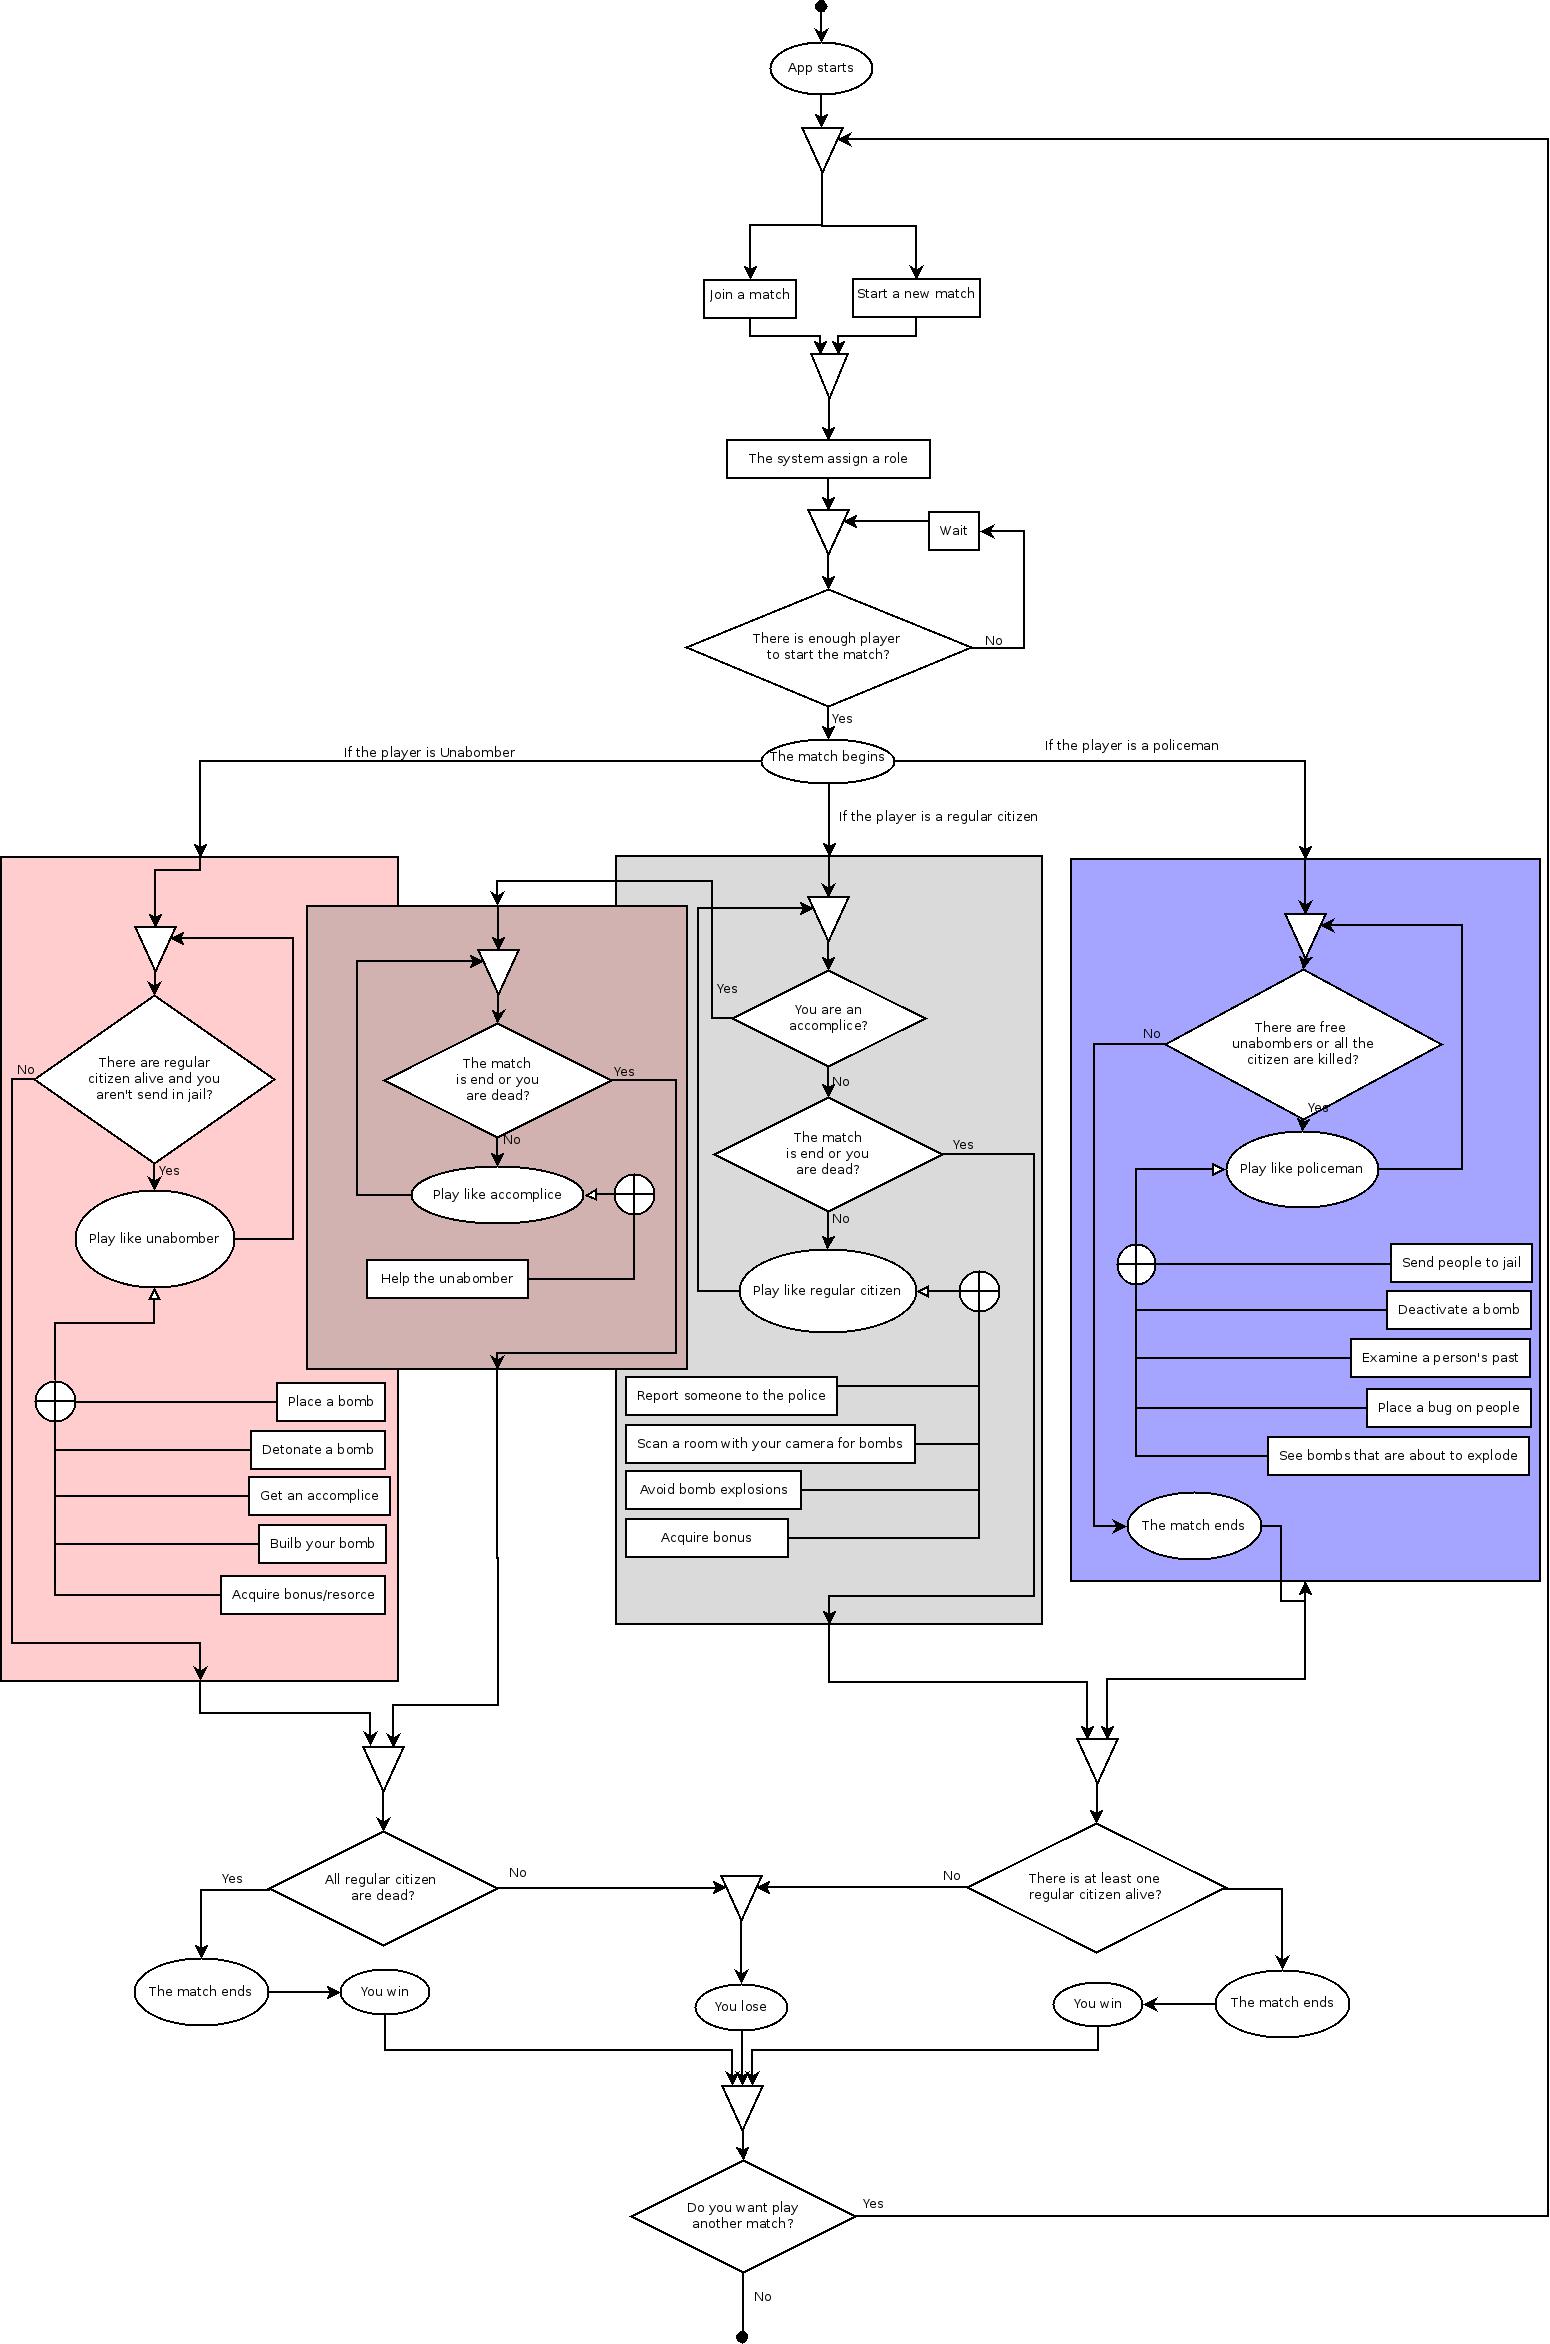 App starts
Join a match
Start a new match
The system assign a role
Wait
There is enough player
to start the match?
No
Yes
The match begins
If the player is Unabomber
If the player is a policeman
If the player is a regular citizen
There are regular
citizen alive and you
aren't send in jail?
No
Yes
Play like unabomber
Place a bomb
Detonate a bomb
Get an accomplice
Builb your bomb
Acquire bonus/resorce
The match
is end or you
are dead?
Yes
No
Play like accomplice
Help the unabomber
You are an
accomplice?
Yes
No
The match
is end or you
are dead?
Yes
No
Play like regular citizen
Report someone to the police
Scan a room with your camera for bombs
Avoid bomb explosions
Acquire bonus
There are free
unabombers or all the
citizen are killed?
No
Yes
Play like policeman
Send people to jail
Deactivate a bomb
Examine a person's past
Place a bug on people
See bombs that are about to explode
The match ends
All regular citizen
are dead?
Yes
No
There is at least one
regular citizen alive?
No
The match ends
You win
You lose
You win
The match ends
Do you want play
another match?
Yes
No